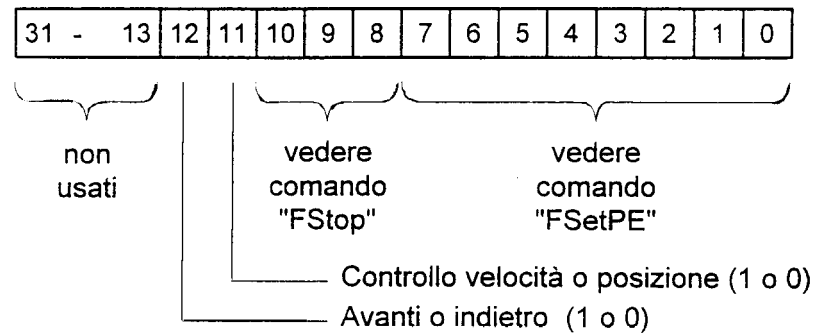 31 - 13 12 11 10 9 8 7 6 5 4 3 2 1 0
non usati
vedere comando "FStop"
vedere comando "FSetPE"
Controllo velocità o posizione (1 o 0)
Avanti o indietro (1 o 0)